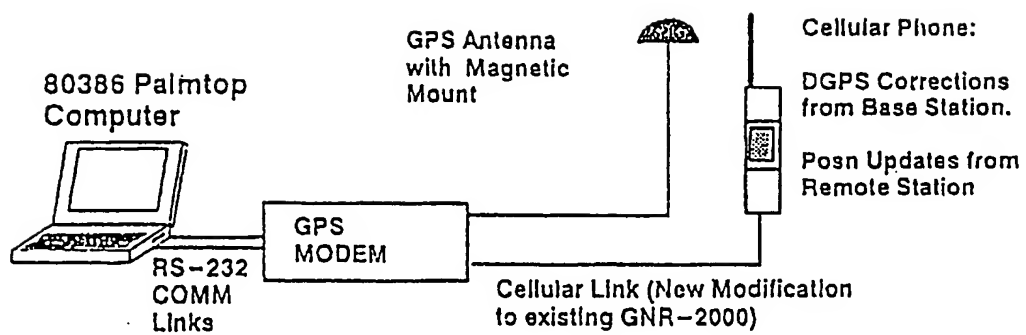 80386 Palmtop
Computer
GPS Antenna
with Magnetic
Mount
Cellular Phone:
DGPS Corrections
from Base Station.
Posn Updates from
Remote Station
GPS
MODEM
RS-232
COMM
Links
Cellular Link (New Modification
to existing GNR-2000)